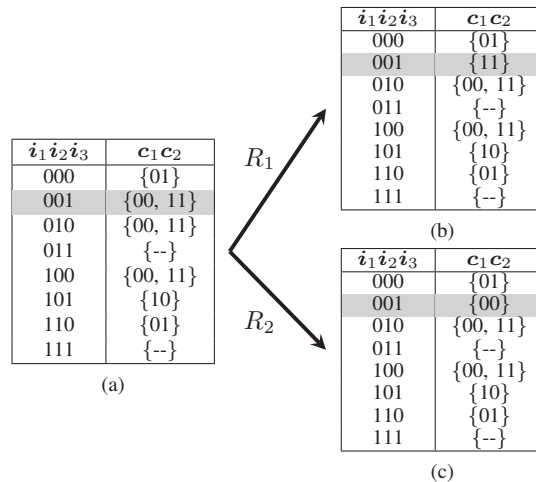 i₁i₂i₃ c₁c₂
000 {01}
001 {00, 11}
010 {00, 11}
011 {--}
100 {00, 11}
101 {10}
110 {01}
111 {--}
(a)
R₁
R₂
i₁i₂i₃ c₁c₂
000 {01}
001 {11}
010 {00, 11}
011 {--}
100 {00, 11}
101 {10}
110 {01}
111 {--}
(b)
i₁i₂i₃ c₁c₂
000 {01}
001 {00}
010 {00, 11}
011 {--}
100 {00, 11}
101 {10}
110 {01}
111 {--}
(c)